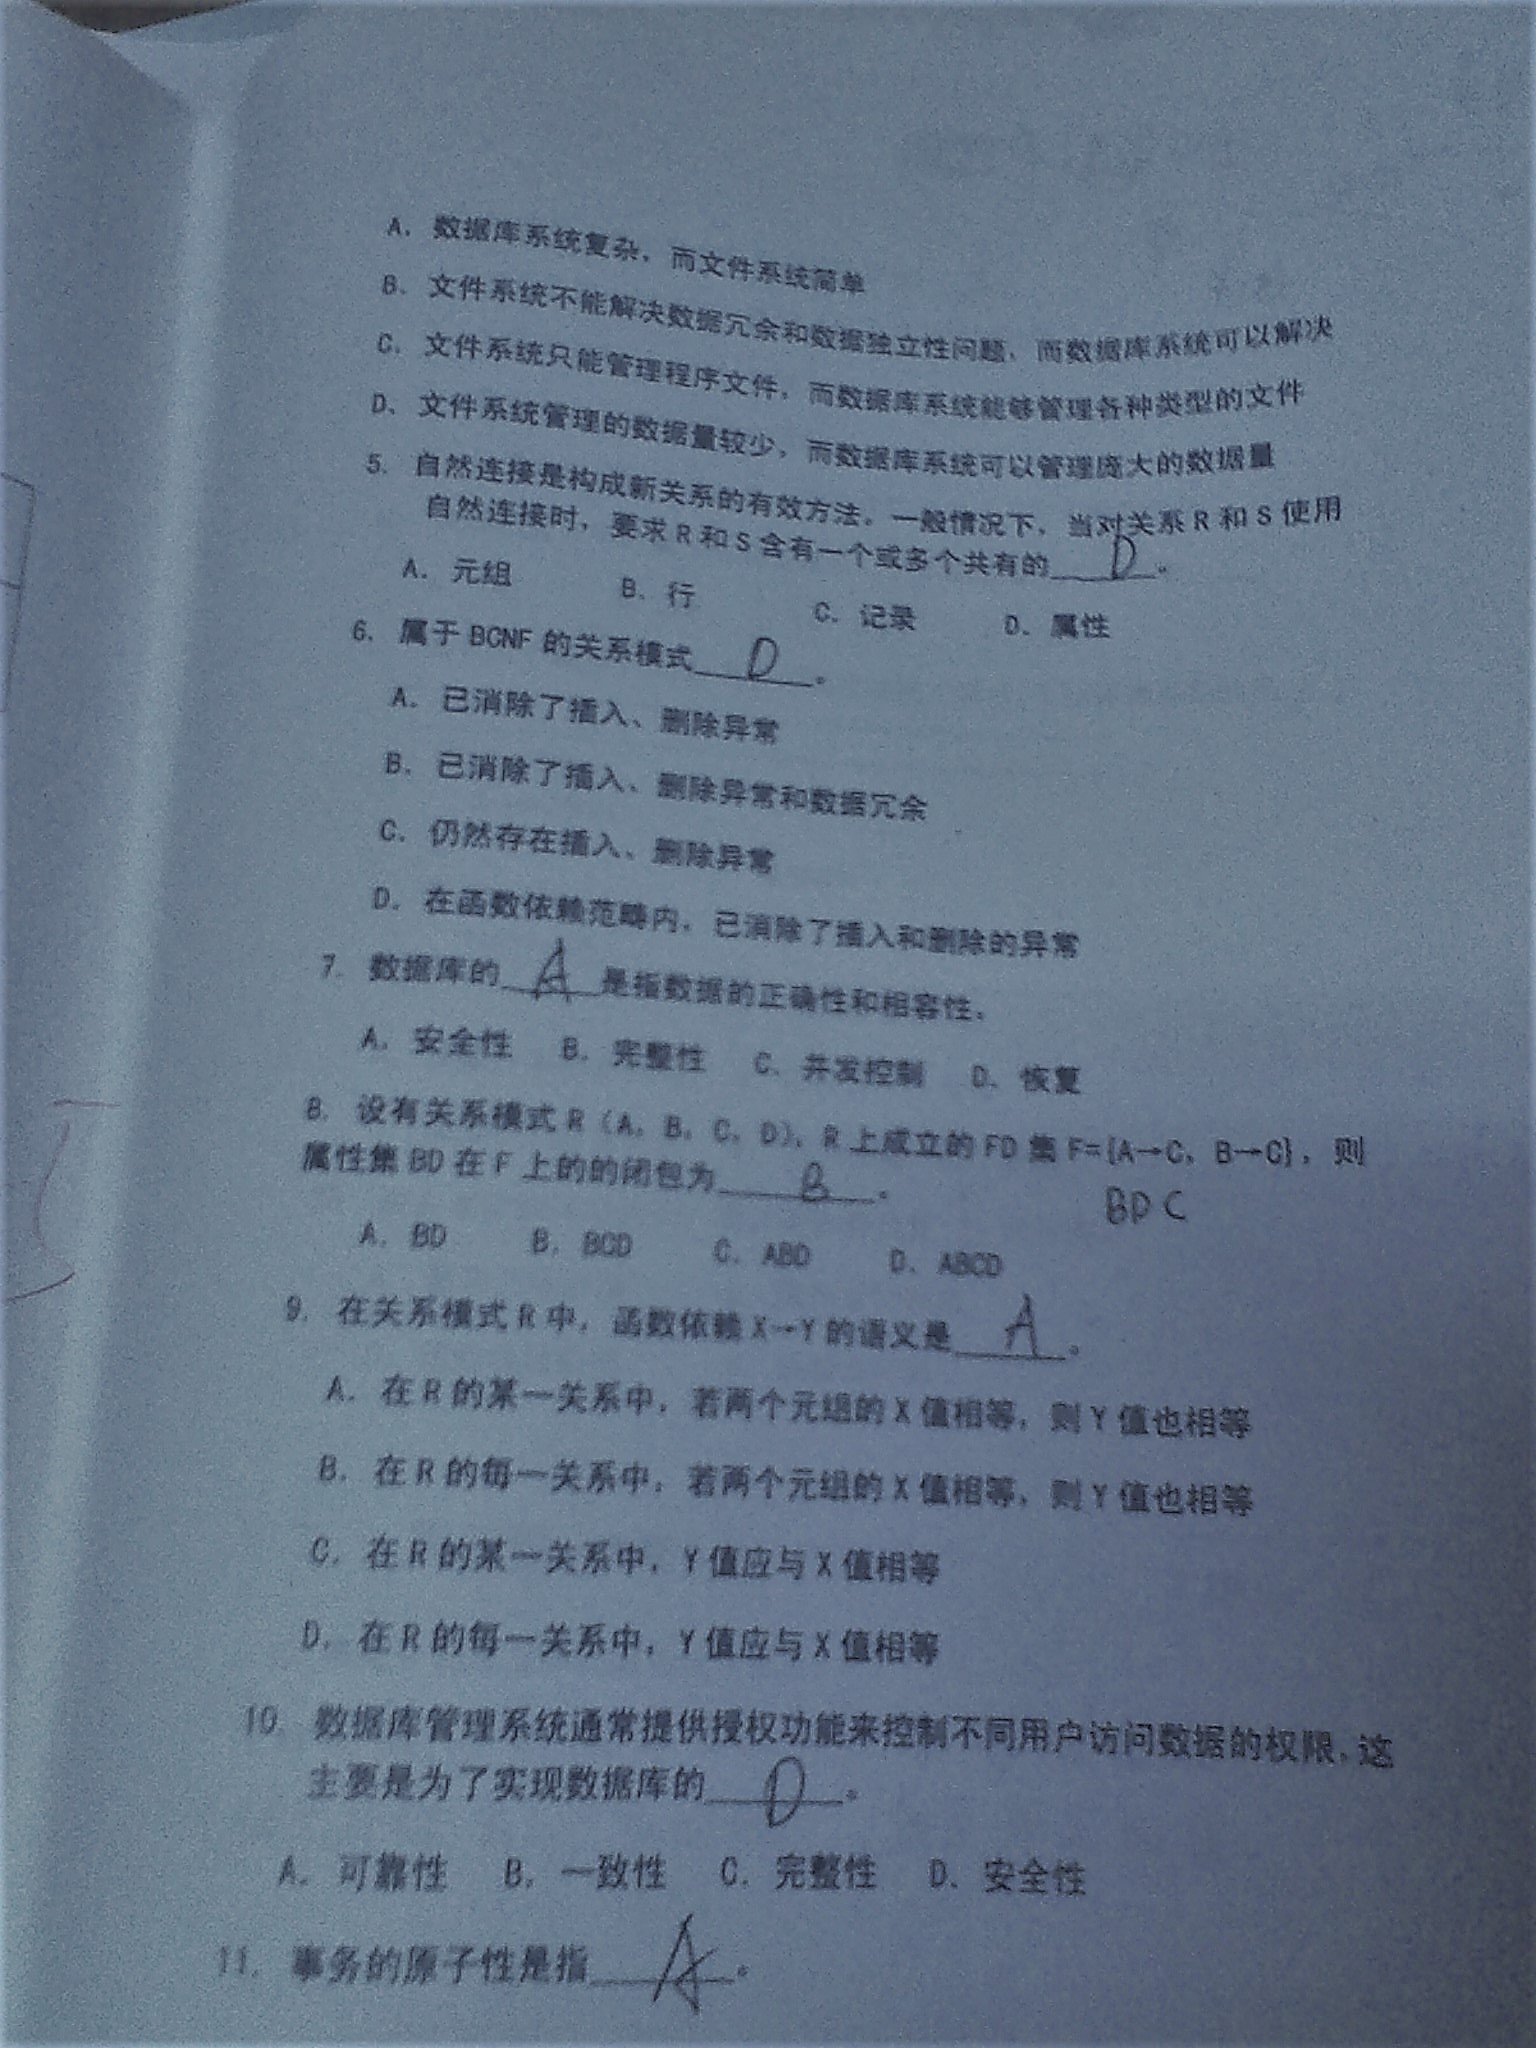 A. 数据库系统复杂，而文件系统简单
B. 文件系统不能解决数据冗余和数据独立性问题，而数据库系统可以解决
C. 文件系统只能管理程序文件，而数据库系统能够管理各种类型的文件
D. 文件系统管理的数据量较少，而数据库系统可以管理庞大的数据量
5. 自然连接是构成新关系的有效方法。一般情况下，当对关系 R 和 S 使用
自然连接时，要求 R 和 S 含有一个或多个共有的 D 。
A. 元组 B. 行 C. 记录 D. 属性
6. 属于 BCNF 的关系模式 D 。
A. 已消除了插入、删除异常
B. 已消除了插入、删除异常和数据冗余
C. 仍然存在插入、删除异常
D. 在函数依赖范畴内，已消除了插入和删除的异常
7. 数据库的 A 是指数据的正确性和相容性。
A. 安全性 B. 完整性 C. 并发控制 D. 恢复
8. 设有关系模式 R（A，B，C，D），R 上成立的 FD 集 F={A→C，B→C}，则
属性集 BD 在 F 上的的闭包为 B 。
BDC
A. BD B. BCD C. ABD D. ABCD
9. 在关系模式 R 中，函数依赖 X→Y 的语义是 A 。
A. 在 R 的某一关系中，若两个元组的 X 值相等，则 Y 值也相等
B. 在 R 的每一关系中，若两个元组的 X 值相等，则 Y 值也相等
C. 在 R 的某一关系中，Y 值应与 X 值相等
D. 在 R 的每一关系中，Y 值应与 X 值相等
10. 数据库管理系统通常提供授权功能来控制不同用户访问数据的权限，这
主要是为了实现数据库的 D 。
A. 可靠性 B. 一致性 C. 完整性 D. 安全性
11. 事务的原子性是指 A 。